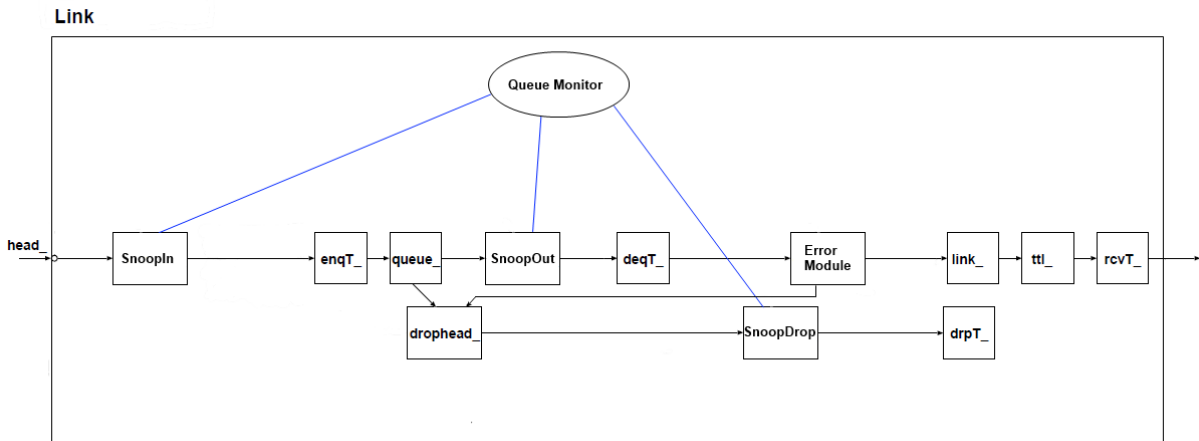 Link
Queue Monitor
head_
SnoopIn
enqT_
queue_
SnoopOut
deqT_
Error
Module
link_
ttl_
rcvT_
drophead_
SnoopDrop
drpT_